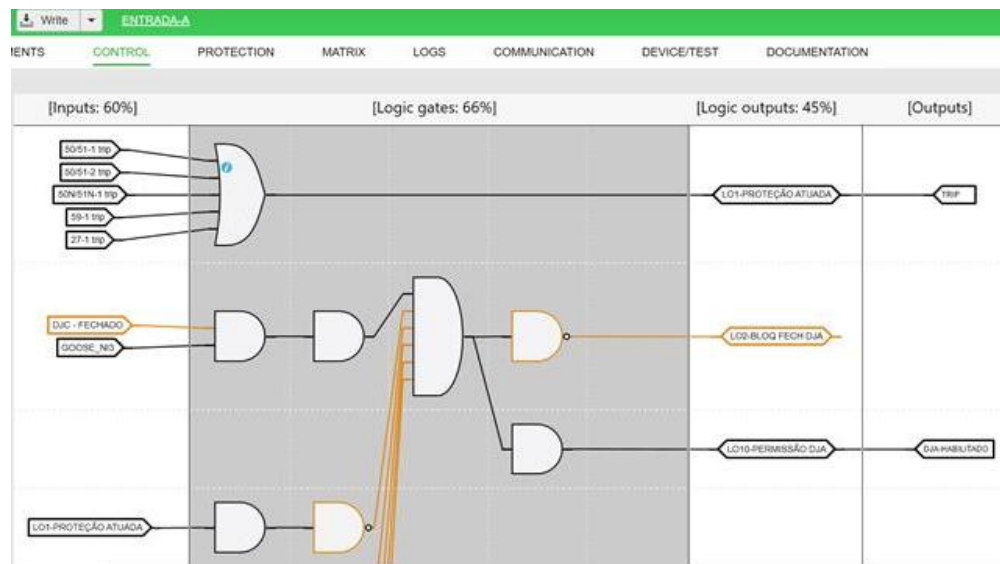 Write ENTRADA-A
MENTS CONTROL PROTECTION MATRIX LOGS COMMUNICATION DEVICE/TEST DOCUMENTATION
[Inputs: 60%] [Logic gates: 66%] [Logic outputs: 45%] [Outputs]
50/51-1 trip
50/51-2 trip
50N/51N-1 trip LO1-PROTEÇÃO ATUADA TRIP
59-1 trip
27-1 trip
DJC - FECHADO LO2-BLOQ FECH DJA
GOOSE_NI3
LO10-PERMISSÃO DJA DJA-HABILITADO
LO1-PROTEÇÃO ATUADA